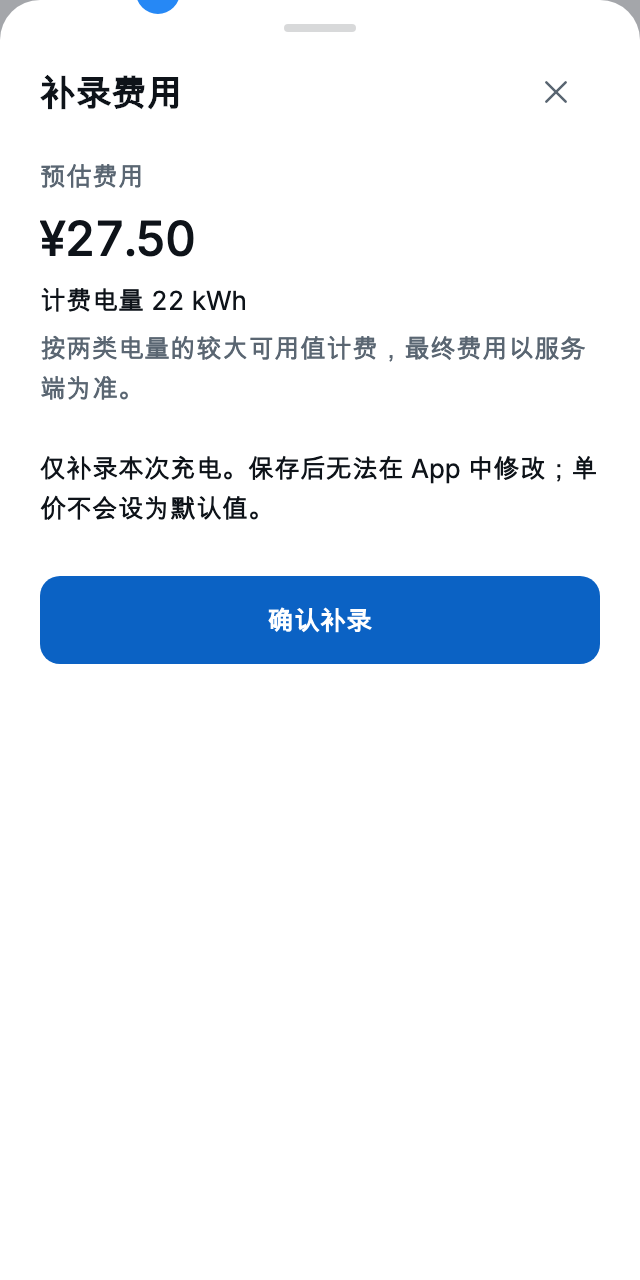 补录费用
预估费用
¥27.50
计费电量 22 kWh
按两类电量的较大可用值计费，最终费用以服务
端为准。
仅补录本次充电。保存后无法在 App 中修改；单
价不会设为默认值。
确认补录